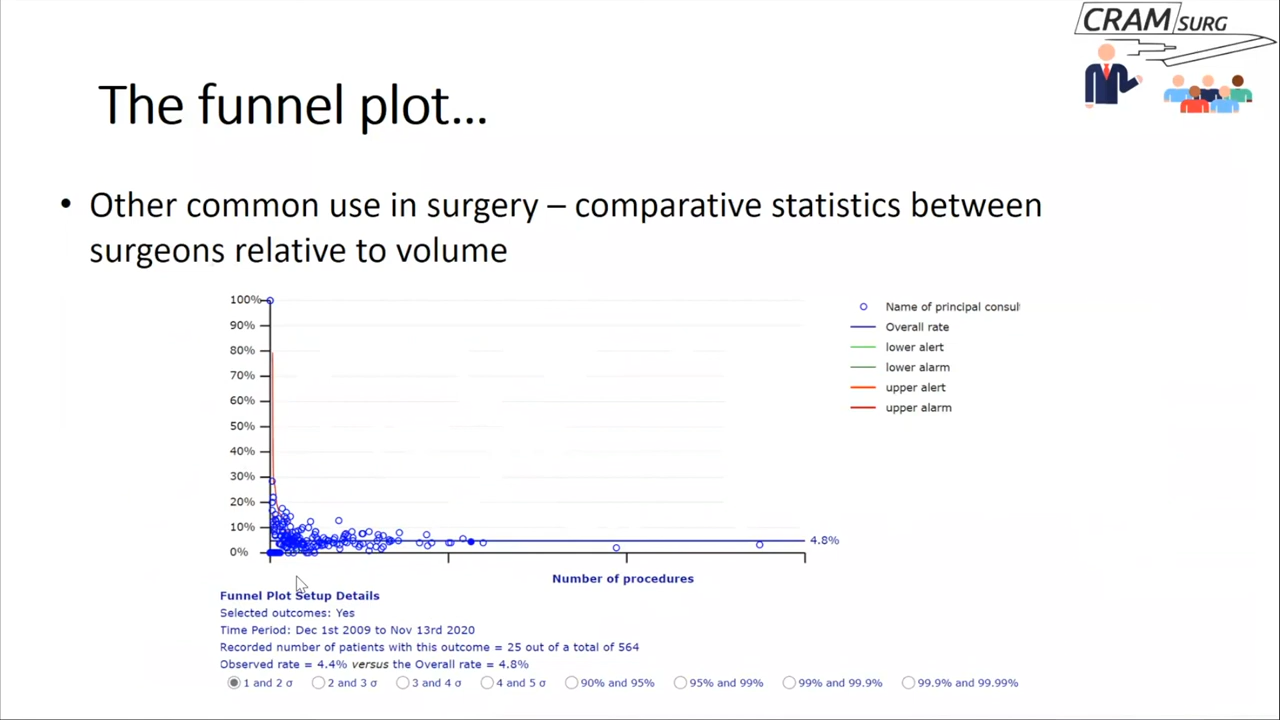 CRAM SURG
The funnel plot...
• Other common use in surgery – comparative statistics between
surgeons relative to volume
100%
90%
80%
70%
60%
50%
40%
30%
20%
10%
0%
4.8%
Number of procedures
Name of principal consul
Overall rate
lower alert
lower alarm
upper alert
upper alarm
Funnel Plot Setup Details
Selected outcomes: Yes
Time Period: Dec 1st 2009 to Nov 13rd 2020
Recorded number of patients with this outcome = 25 out of a total of 564
Observed rate = 4.4% versus the Overall rate = 4.8%
1 and 2 σ 2 and 3 σ 3 and 4 σ 4 and 5 σ 90% and 95% 95% and 99% 99% and 99.9% 99.9% and 99.99%